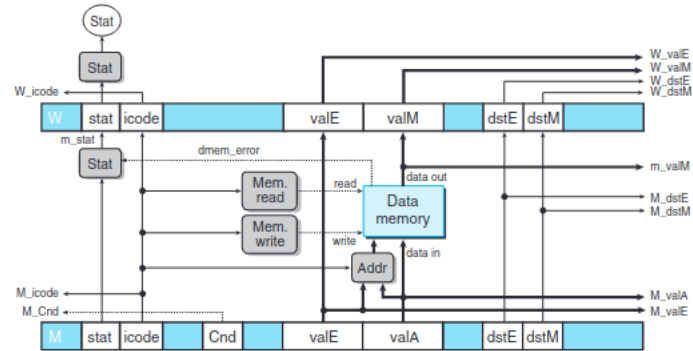 Stat
W_valE
Stat
W_valM
W_dstE
W_icode
W_dstM
W stat icode valE valM dstE dstM
m_stat
dmem_error
Stat
data out
m_valM
Mem.
read
read
Data
memory
M_dstE
M_dstM
Mem.
write
write
data in
Addr
M_icode
M_valA
M_Cnd
M_valE
M stat icode Cnd valE valA dstE dstM